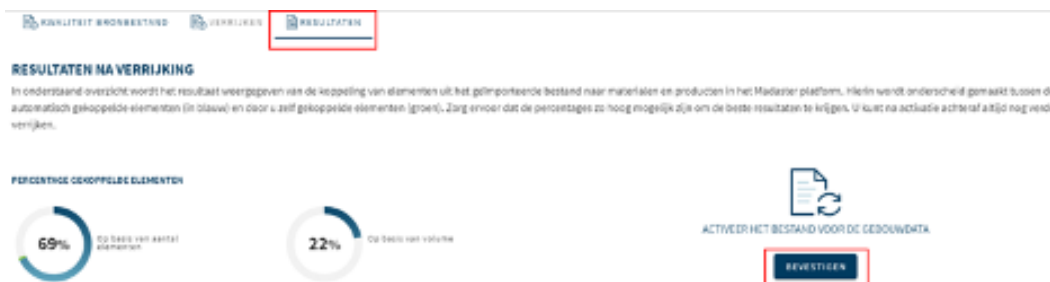 KWALITEIT BRONBESTAND VERRIJKEN RESULTATEN
RESULTATEN NA VERRIJKING
In onderstaand overzicht wordt het resultaat weergegeven van de koppeling van elementen uit het geïmporteerde bestand naar materialen en producten in het Madaster platform. Hierin wordt onderscheid gemaakt tussen d
automatisch gekoppelde elementen (in blauw) en door u zelf gekoppelde elementen (groen). Zorg ervoor dat de percentages zo hoog mogelijk zijn om de beste resultaten te krijgen. U kunt na activatie achteraf altijd nog verd
verrijken.
PERCENTAGE GEKOPPELDE ELEMENTEN
69% Op basis van aantal
elementen
22% Op basis van volume
ACTIVEER HET BESTAND VOOR DE GEBOUWDATA
BEVESTIGEN